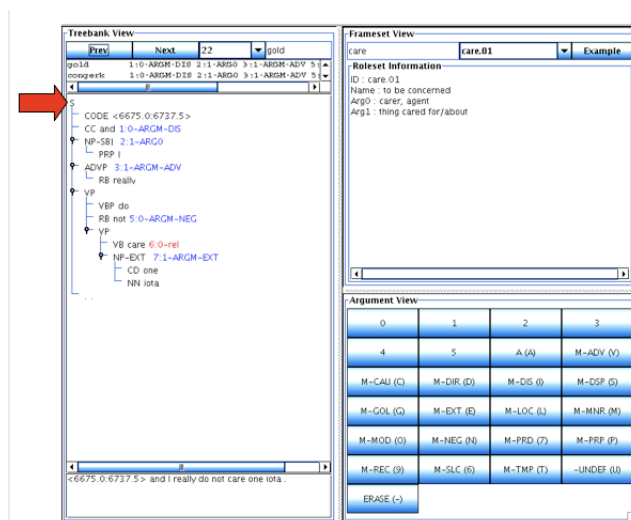 Treebank View
Prev Next 22 gold
gold 1:0-ARGM-DIS 2:1-ARG0 3:1-ARGM-ADV 5:
congerk 1:0-ARGM-DIS 2:1-ARG0 3:1-ARGM-ADV 5:
S
CODE <6675.0:6737.5>
CC and 1:0-ARGM-DIS
NP-SBJ 2:1-ARG0
PRP I
ADVP 3:1-ARGM-ADV
RB really
VP
VBP do
RB not 5:0-ARGM-NEG
VP
VB care 6:0-rel
NP-EXT 7:1-ARGM-EXT
CD one
NN iota
. .
<6675.0:6737.5> and I really do not care one iota .
Frameset View
care care.01 Example
Roleset Information
ID : care.01
Name : to be concerned
Arg0 : carer, agent
Arg1 : thing cared for/about
Argument View
0 1 2 3
4 5 A (A) M-ADV (V)
M-CAU (C) M-DIR (D) M-DIS (I) M-DSP (S)
M-GOL (G) M-EXT (E) M-LOC (L) M-MNR (M)
M-MOD (O) M-NEG (N) M-PRD (7) M-PRP (P)
M-REC (9) M-SLC (6) M-TMP (T) -UNDEF (U)
ERASE (-)